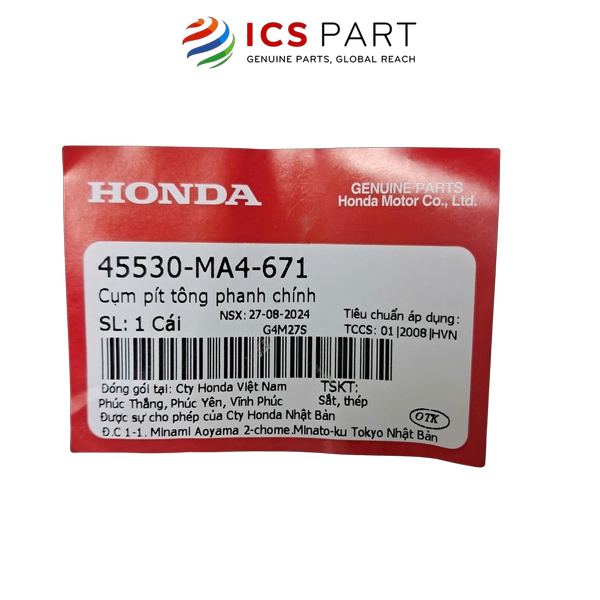 ICS PART
GENUINE PARTS, GLOBAL REACH
HONDA
GENUINE PARTS
Honda Motor Co., Ltd.
45530-MA4-671
Cụm pít tông phanh chính
SL: 1 Cái
NSX: 27-08-2024
G4M27S
Tiêu chuẩn áp dụng :
TCCS: 01|2008|HVN
Đóng gói tại: Cty Honda Việt Nam
Phúc Thắng, Phúc Yên, Vĩnh Phúc
TSKT:
Sắt, thép
Được sự cho phép của Cty Honda Nhật Bản
Đ.C 1-1. Minami Aoyama 2-chome.Minato-ku Tokyo Nhật Bản
OTK